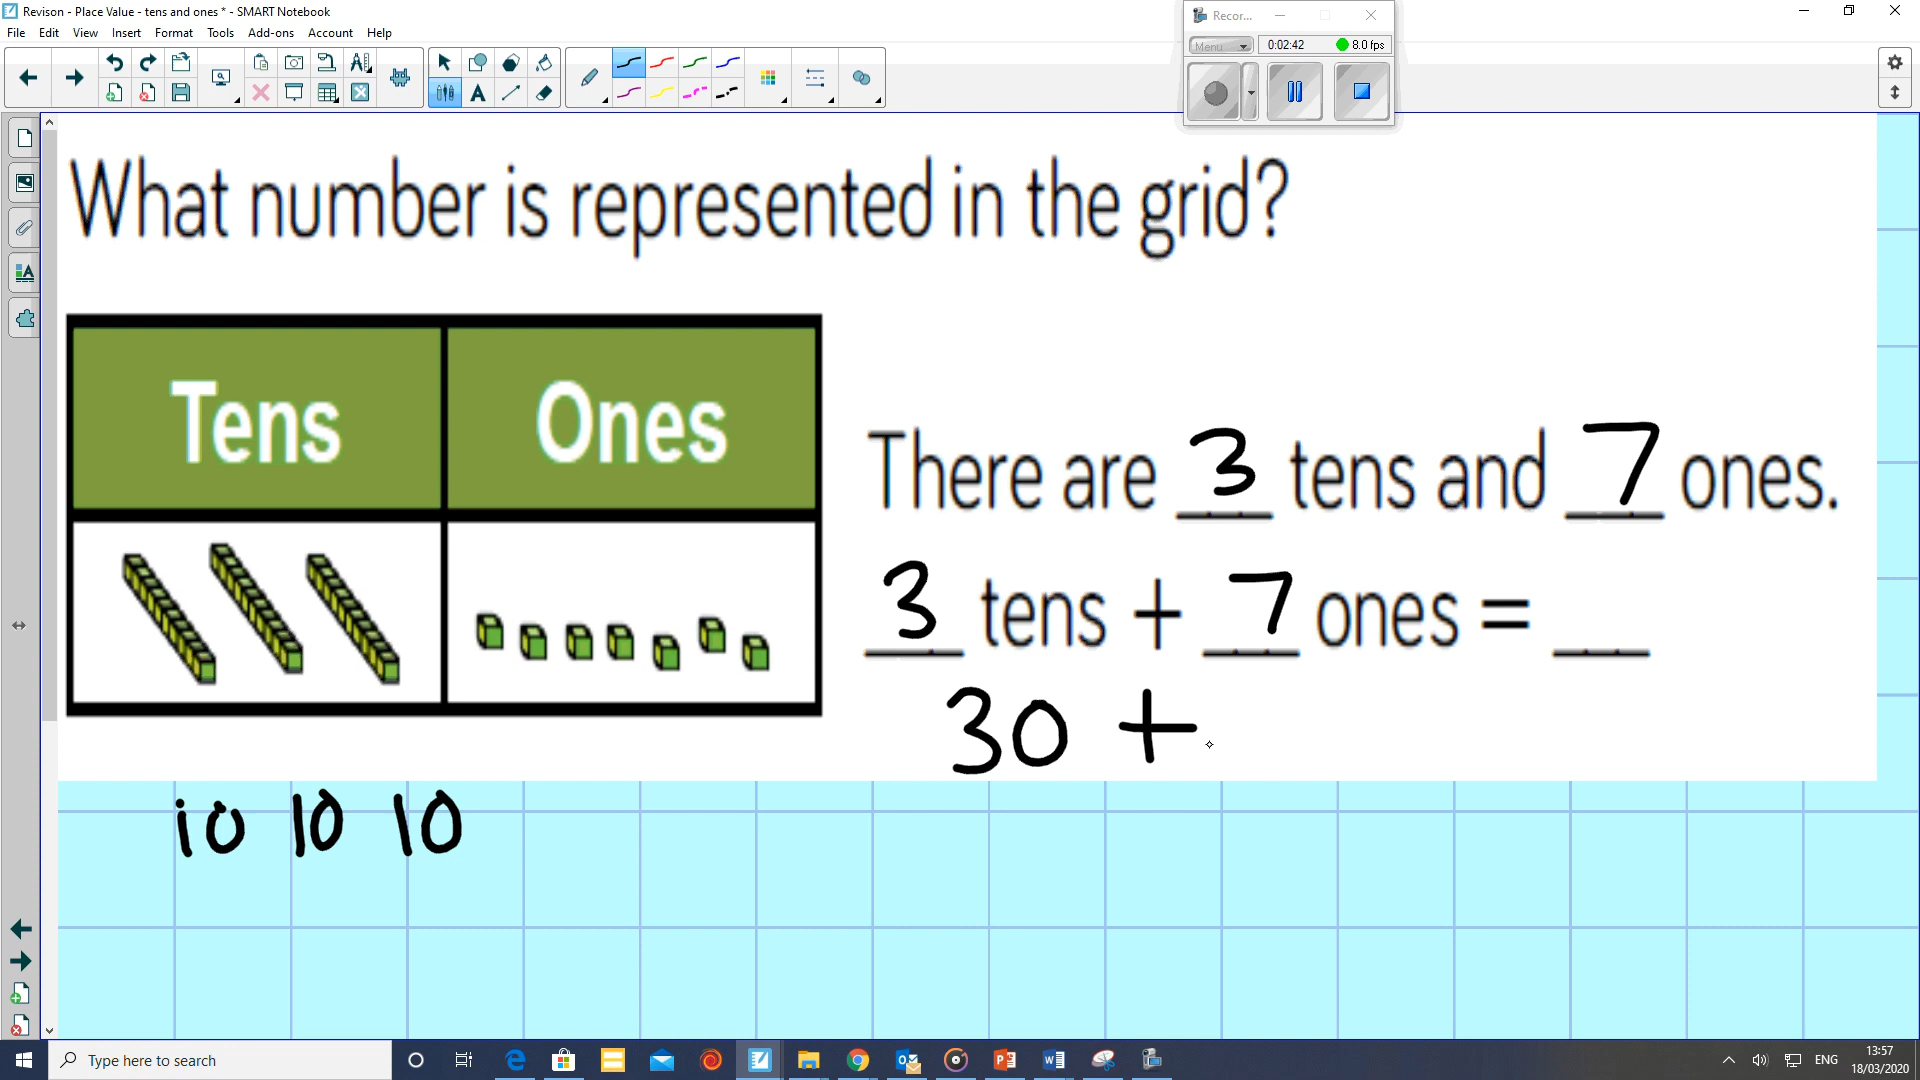 Revison - Place Value - tens and ones * - SMART Notebook
Recor...
File Edit View Insert Format Tools Add-ons Account Help
Menu 0:02:42 8.0 fps
What number is represented in the grid?
Tens Ones
There are 3 tens and 7 ones.
3 tens + 7 ones = __
30 +
10 10 10
Type here to search
ENG
13:57
18/03/2020